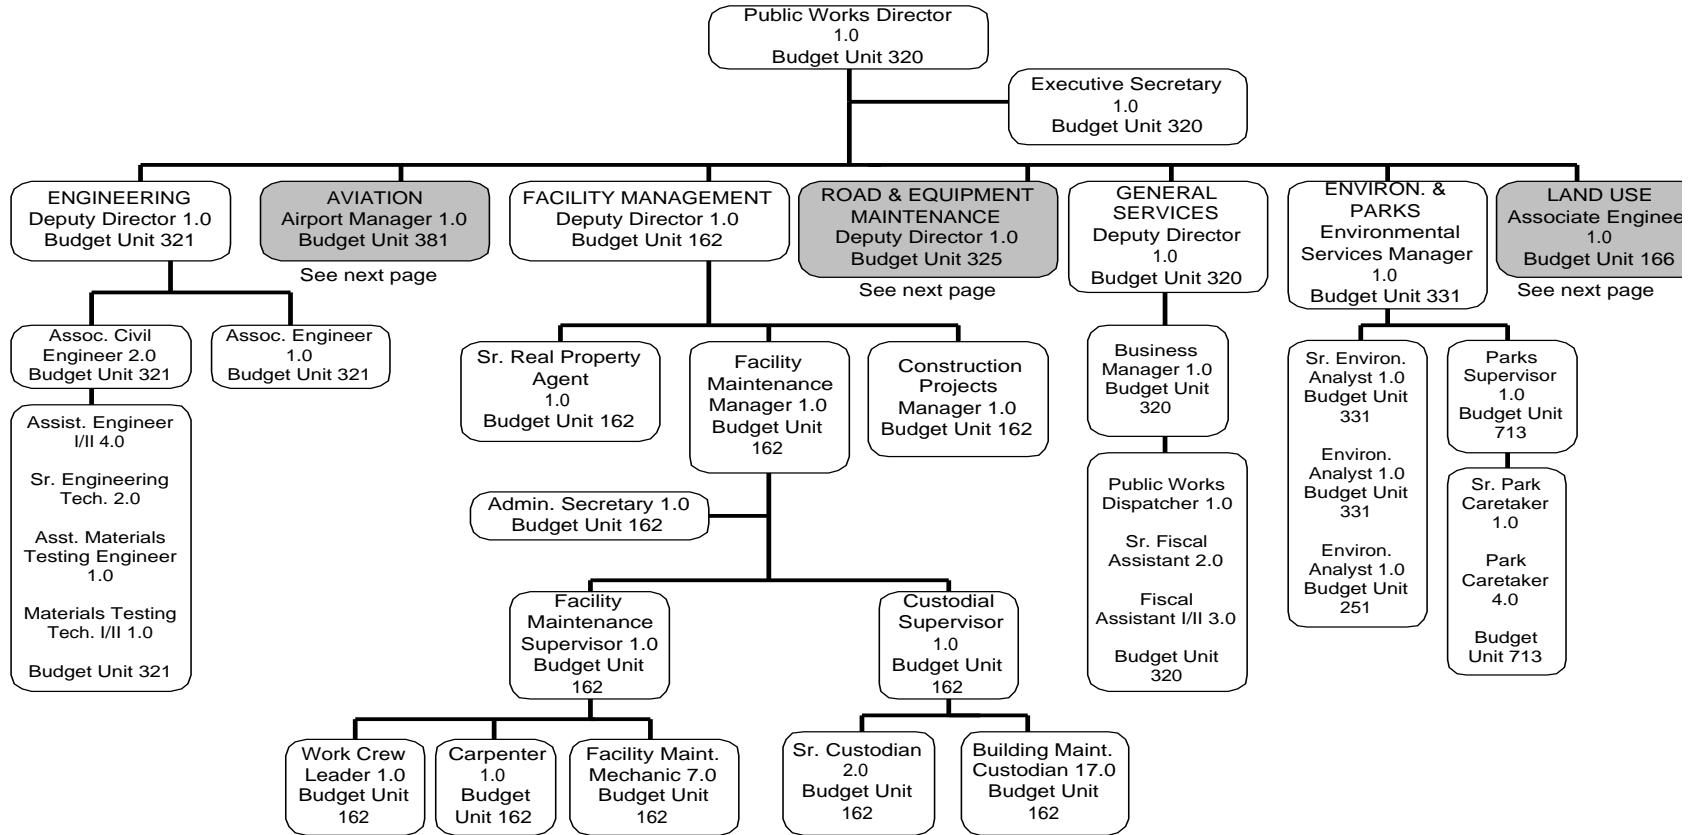 Public Works Director
1.0
Budget Unit 320
Executive Secretary
1.0
Budget Unit 320
ENGINEERING
Deputy Director 1.0
Budget Unit 321
AVIATION
Airport Manager 1.0
Budget Unit 381
See next page
FACILITY MANAGEMENT
Deputy Director 1.0
Budget Unit 162
ROAD & EQUIPMENT
MAINTENANCE
Deputy Director 1.0
Budget Unit 325
See next page
GENERAL
SERVICES
Deputy Director
1.0
Budget Unit 320
ENVIRON. &
PARKS
Environmental
Services Manager
1.0
Budget Unit 331
LAND USE
Associate Enginee
1.0
Budget Unit 166
See next page
Assoc. Civil
Engineer 2.0
Budget Unit 321
Assoc. Engineer
1.0
Budget Unit 321
Sr. Real Property
Agent
1.0
Budget Unit 162
Facility
Maintenance
Manager 1.0
Budget Unit
162
Construction
Projects
Manager 1.0
Budget Unit 162
Business
Manager 1.0
Budget Unit
320
Sr. Environ.
Analyst 1.0
Budget Unit
331
Environ.
Analyst 1.0
Budget Unit
331
Environ.
Analyst 1.0
Budget Unit
251
Parks
Supervisor
1.0
Budget Unit
713
Assist. Engineer
I/II 4.0
Sr. Engineering
Tech. 2.0
Asst. Materials
Testing Engineer
1.0
Materials Testing
Tech. I/II 1.0
Budget Unit 321
Public Works
Dispatcher 1.0
Sr. Fiscal
Assistant 2.0
Fiscal
Assistant I/II 3.0
Budget Unit
320
Sr. Park
Caretaker
1.0
Park
Caretaker
4.0
Budget
Unit 713
Admin. Secretary 1.0
Budget Unit 162
Facility
Maintenance
Supervisor 1.0
Budget Unit
162
Custodial
Supervisor
1.0
Budget Unit
162
Work Crew
Leader 1.0
Budget Unit
162
Carpenter
1.0
Budget
Unit 162
Facility Maint.
Mechanic 7.0
Budget Unit
162
Sr. Custodian
2.0
Budget Unit
162
Building Maint.
Custodian 17.0
Budget Unit
162